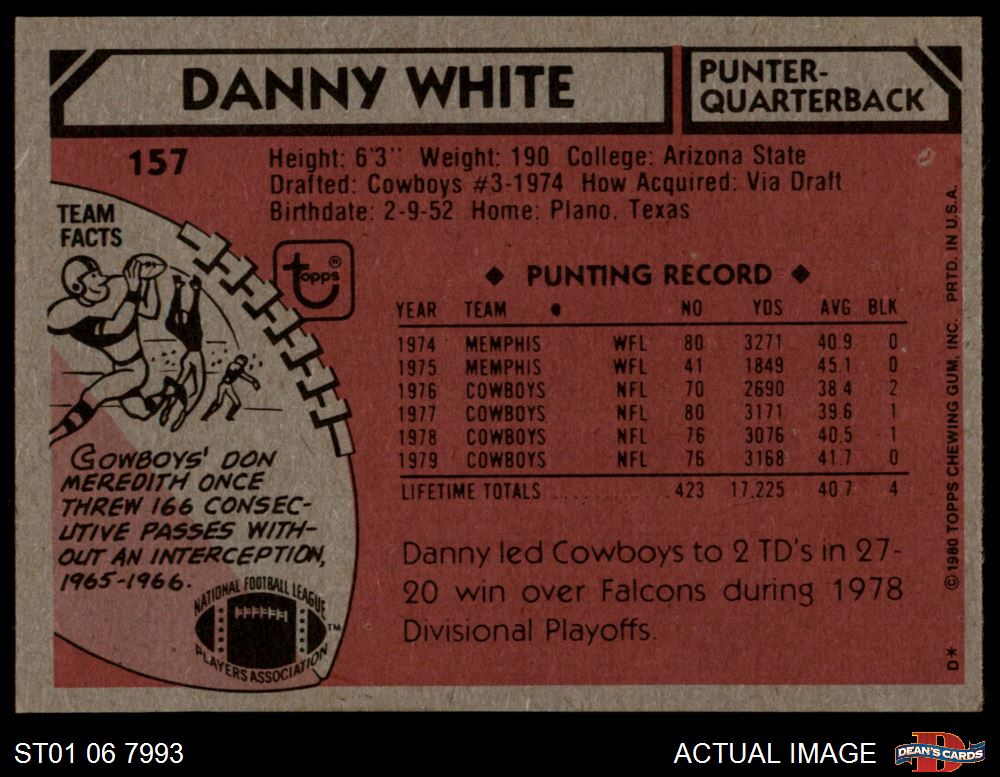 DANNY WHITE
PUNTER-
QUARTERBACK
157
Height: 6'3" Weight: 190 College: Arizona State
Drafted: Cowboys #3-1974 How Acquired: Via Draft
Birthdate: 2-9-52 Home: Plano, Texas
TEAM
FACTS
topps®
◆ PUNTING RECORD ◆
YEAR TEAM NO YDS AVG BLK
1974 MEMPHIS WFL 80 3271 40.9 0
1975 MEMPHIS WFL 41 1849 45.1 0
1976 COWBOYS NFL 70 2690 38.4 2
1977 COWBOYS NFL 80 3171 39.6 1
1978 COWBOYS NFL 76 3076 40.5 1
1979 COWBOYS NFL 76 3168 41.7 0
LIFETIME TOTALS 423 17,225 40.7 4
COWBOYS' DON
MEREDITH ONCE
THREW 166 CONSEC-
UTIVE PASSES WITH-
OUT AN INTERCEPTION,
1965-1966.
NATIONAL FOOTBALL LEAGUE
PLAYERS ASSOCIATION
TM
Danny led Cowboys to 2 TD's in 27-
20 win over Falcons during 1978
Divisional Playoffs.
©1980 TOPPS CHEWING GUM, INC. PRTD. IN U.S.A.
D*
ST01 06 7993
ACTUAL IMAGE
DEAN'S CARDS